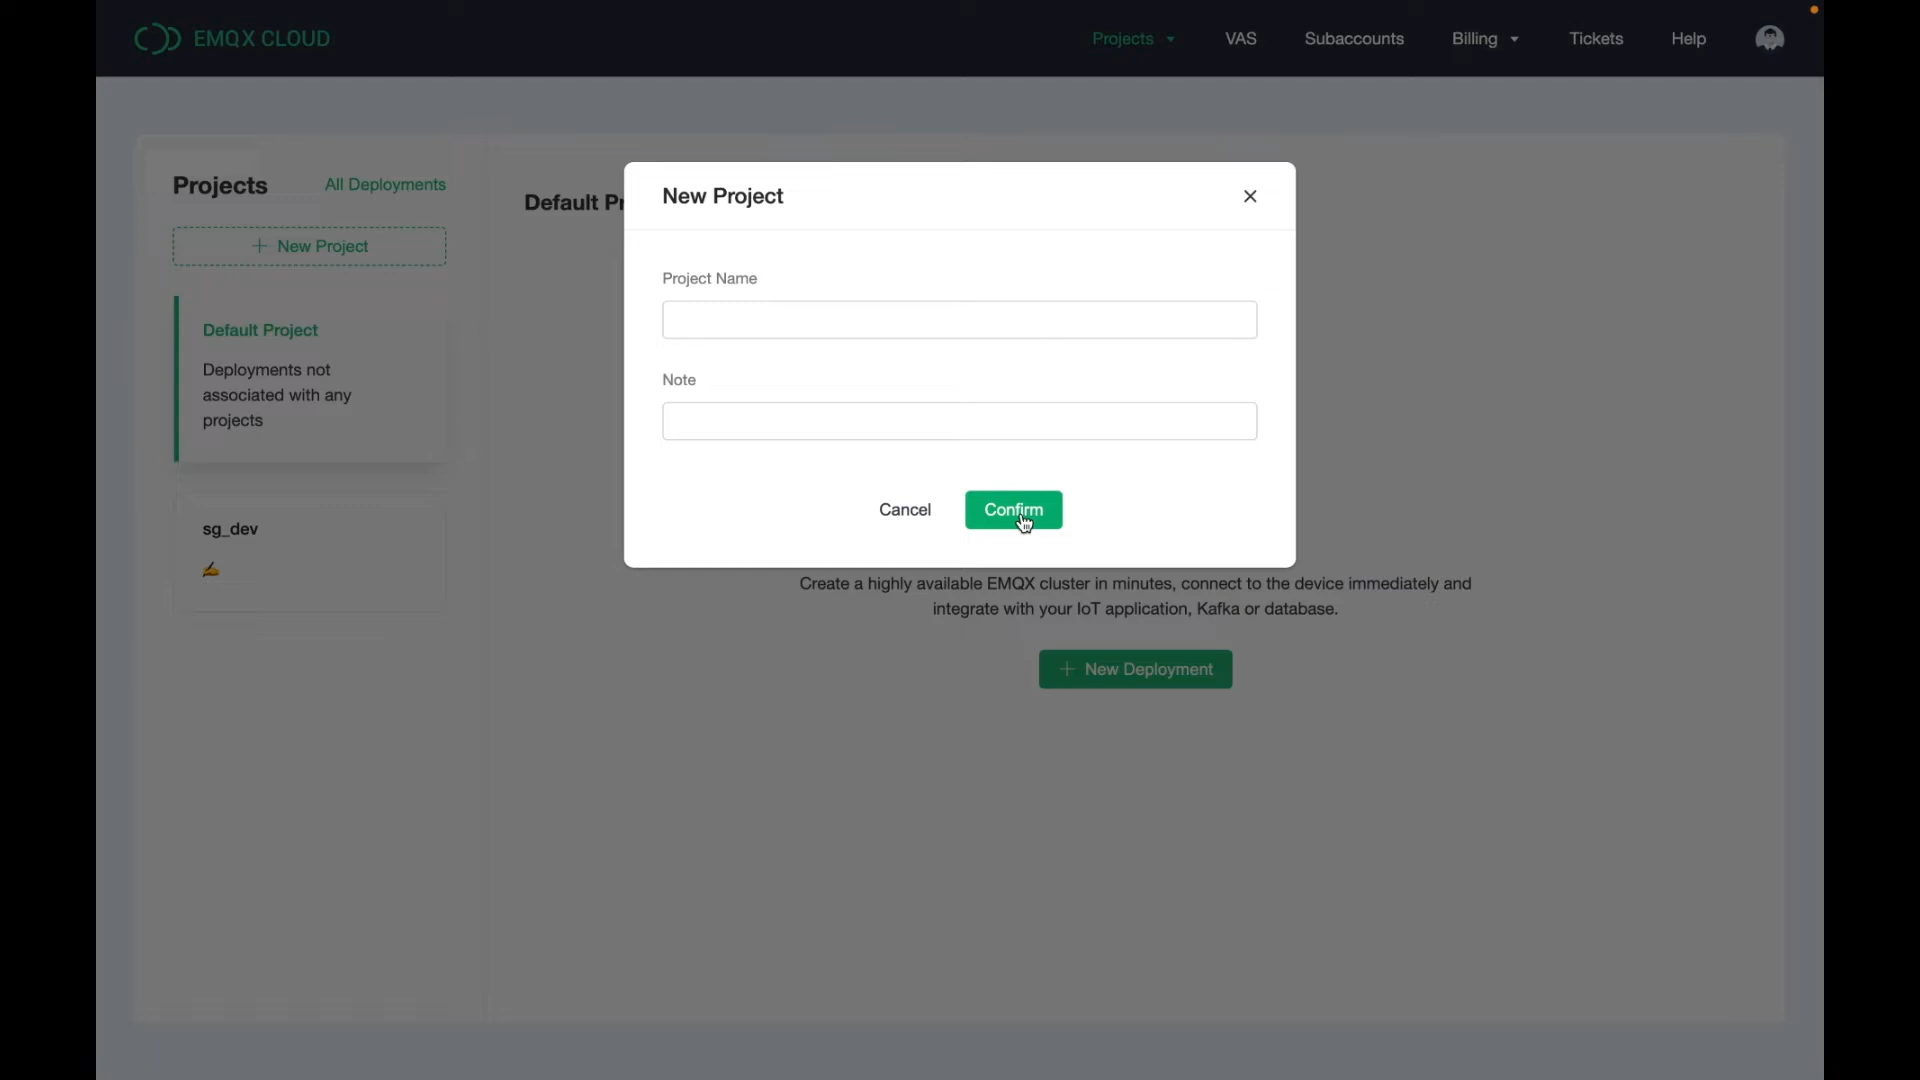 EMQX CLOUD
Projects
VAS
Subaccounts
Billing
Tickets
Help
Projects
All Deployments
+ New Project
Default Project
Deployments not
associated with any
projects
sg_dev
✍️
Default Pr
New Project
Project Name
Note
Cancel
Confirm
Create a highly available EMQX cluster in minutes, connect to the device immediately and
integrate with your IoT application, Kafka or database.
+ New Deployment